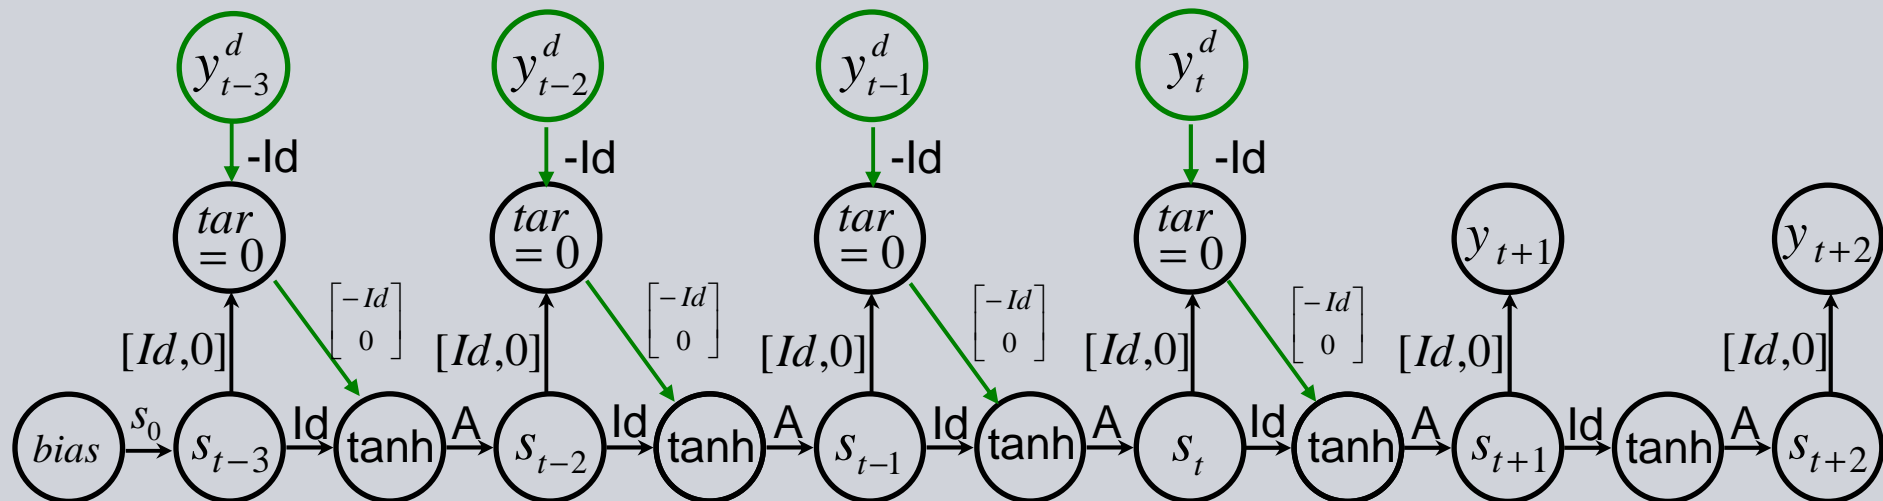 y^d_{t-3} y^d_{t-2} y^d_{t-1} y^d_t
-Id -Id -Id -Id
tar =0 tar =0 tar =0 tar =0 y_{t+1} y_{t+2}
[-Id 0] [-Id 0] [-Id 0] [-Id 0]
[Id,0] [Id,0] [Id,0] [Id,0] [Id,0] [Id,0]
bias s_0 s_{t-3} Id tanh A s_{t-2} Id tanh A s_{t-1} Id tanh A s_t Id tanh A s_{t+1} Id tanh A s_{t+2}